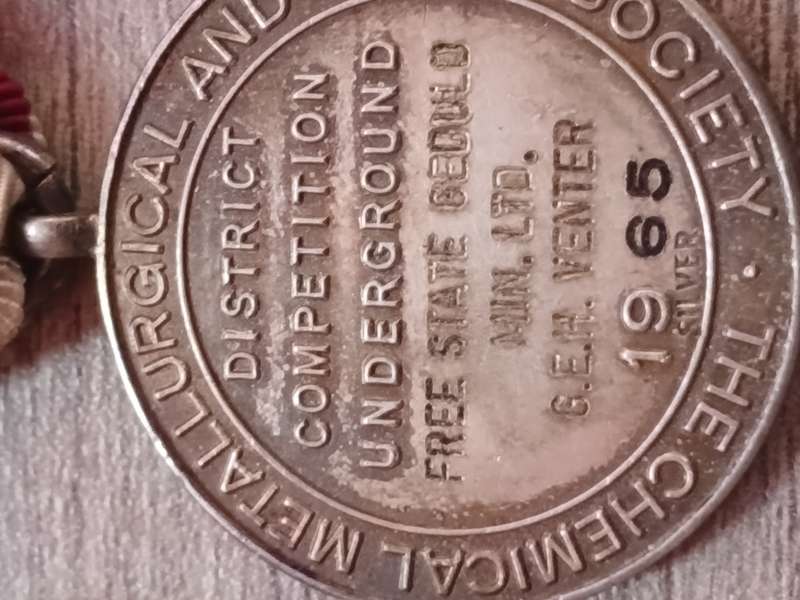 THE CHEMICAL METALLURGICAL AND SOCIETY ·
DISTRICT
COMPETITION
UNDERGROUND
FREE STATE GEDULD
MIN. LTD.
G.E.H. VENTER
1965
SILVER